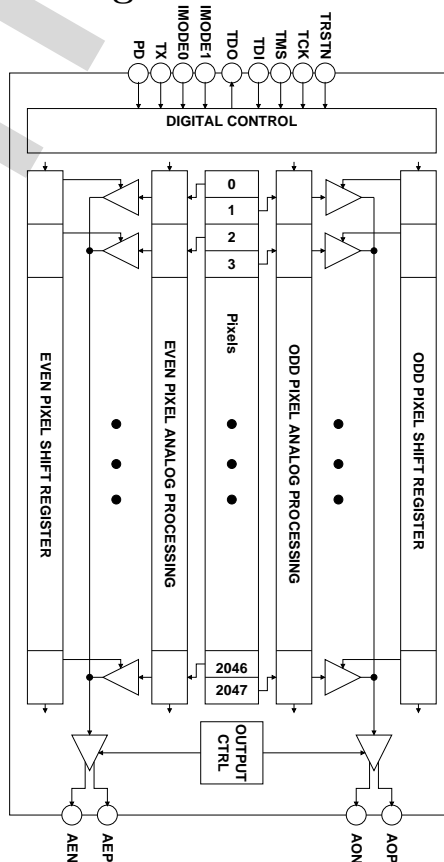 TRSTN
TCK
TMS
TDI
TDO
IMODE1
IMODE0
TX
PD
DIGITAL CONTROL
0
1
2
3
Pixels
EVEN PIXEL SHIFT REGISTER
EVEN PIXEL ANALOG PROCESSING
ODD PIXEL ANALOG PROCESSING
ODD PIXEL SHIFT REGISTER
2046
2047
OUTPUT
CTRL
AEN
AEP
AON
AOP